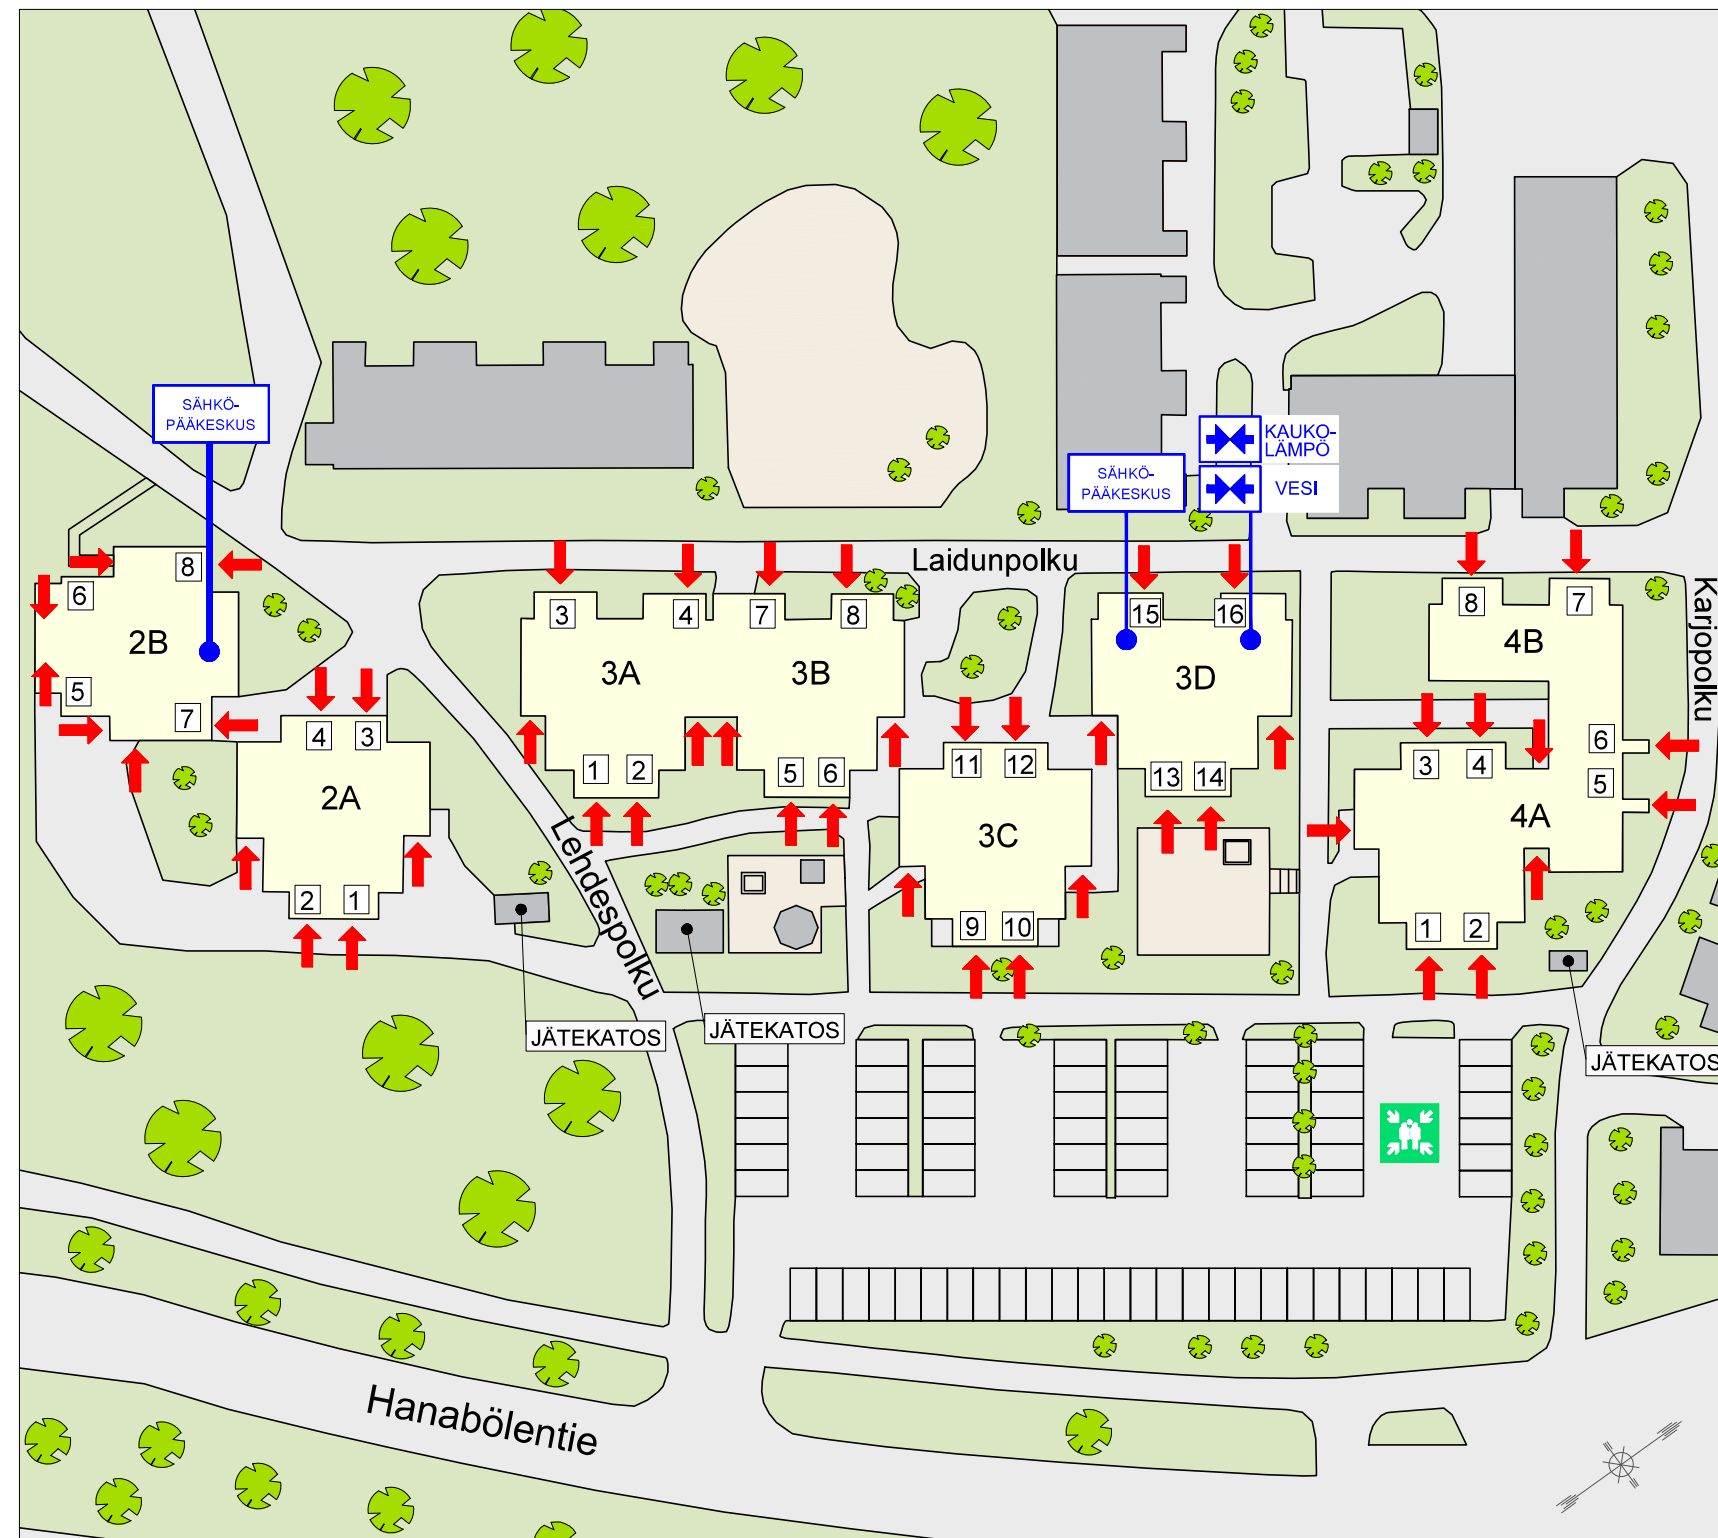 SÄHKÖ-
PÄÄKESKUS
KAUKO-
LÄMPÖ
SÄHKÖ-
PÄÄKESKUS
VESI
Laidunpolku
Karjopolku
8
6
2B
5
7
4
3
2A
2
1
3
4
7
8
3A
3B
1
2
5
6
15
16
3D
13
14
11
12
3C
9
10
8
7
4B
6
3
4
5
4A
1
2
Lehdespolku
JÄTEKATOS
JÄTEKATOS
JÄTEKATOS
Hanabölentie